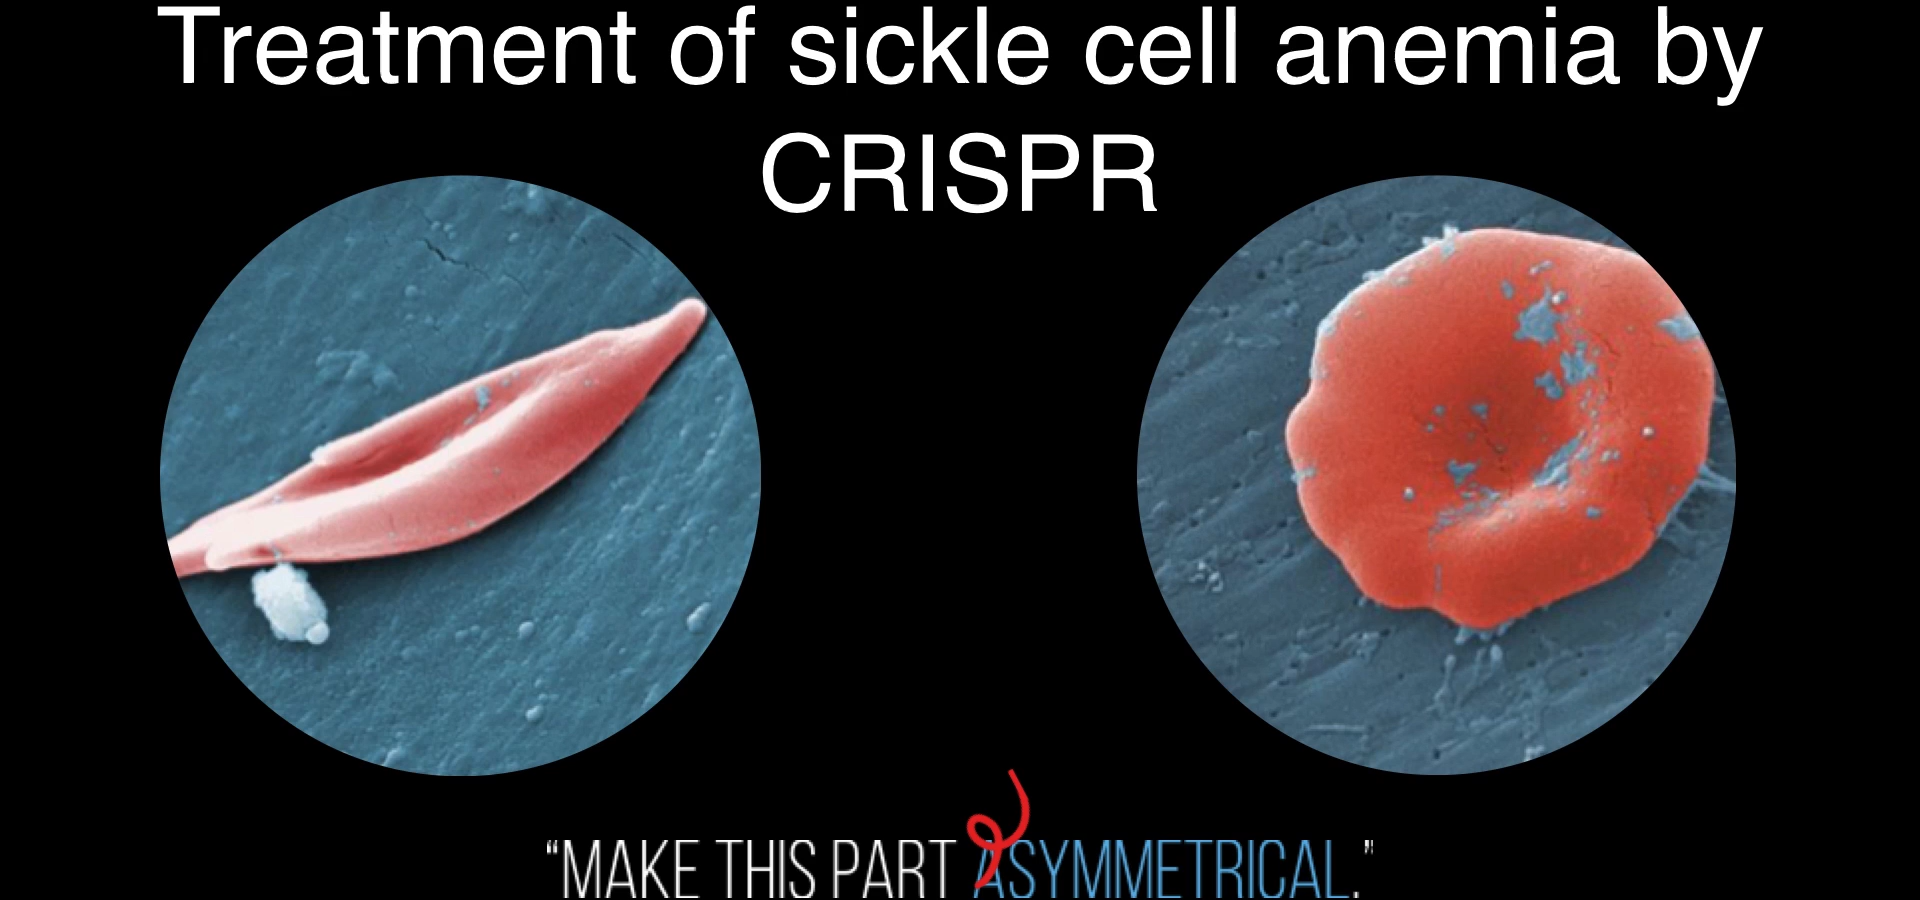 Treatment of sickle cell anemia by
CRISPR
“MAKE THIS PART ASYMMETRICAL.”